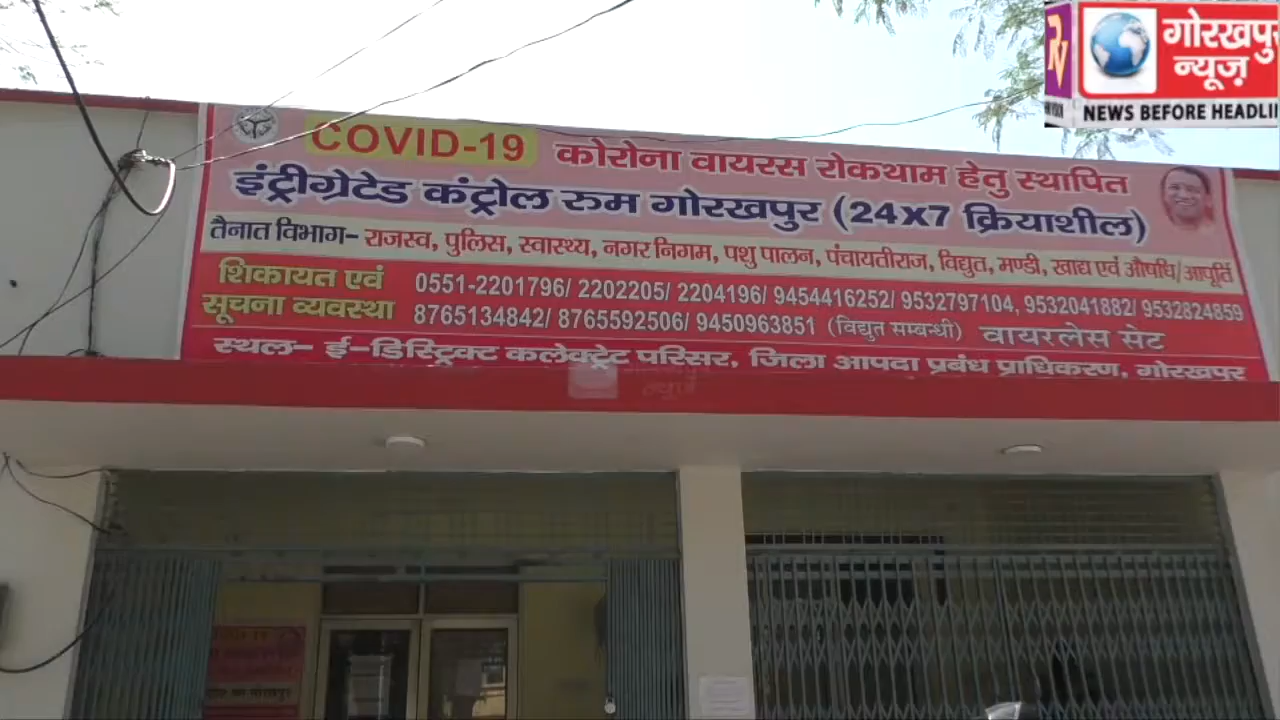 गोरखपुर
न्यूज़
NEWS BEFORE HEADLI
COVID-19 कोरोना वायरस रोकथाम हेतु स्थापित
इंट्रीग्रेटेड कंट्रोल रुम गोरखपुर (24x7 क्रियाशील)
तैनात विभाग- राजस्व, पुलिस, स्वास्थ्य, नगर निगम, पशु पालन, पंचायतीराज, विद्युत, मण्डी, खाद्य एवं औषधि/आपूर्ति
शिकायत एवं सूचना व्यवस्था
0551-2201796/ 2202205/ 2204196/ 9454416252/ 9532797104, 9532041882/ 9532824859
8765134842/ 8765592506/ 9450963851 (विद्युत सम्बन्धी) वायरलेस सेट
स्थल- ई-डिस्ट्रिक्ट कलेक्ट्रेट परिसर, जिला आपदा प्रबंध प्राधिकरण, गोरखपुर